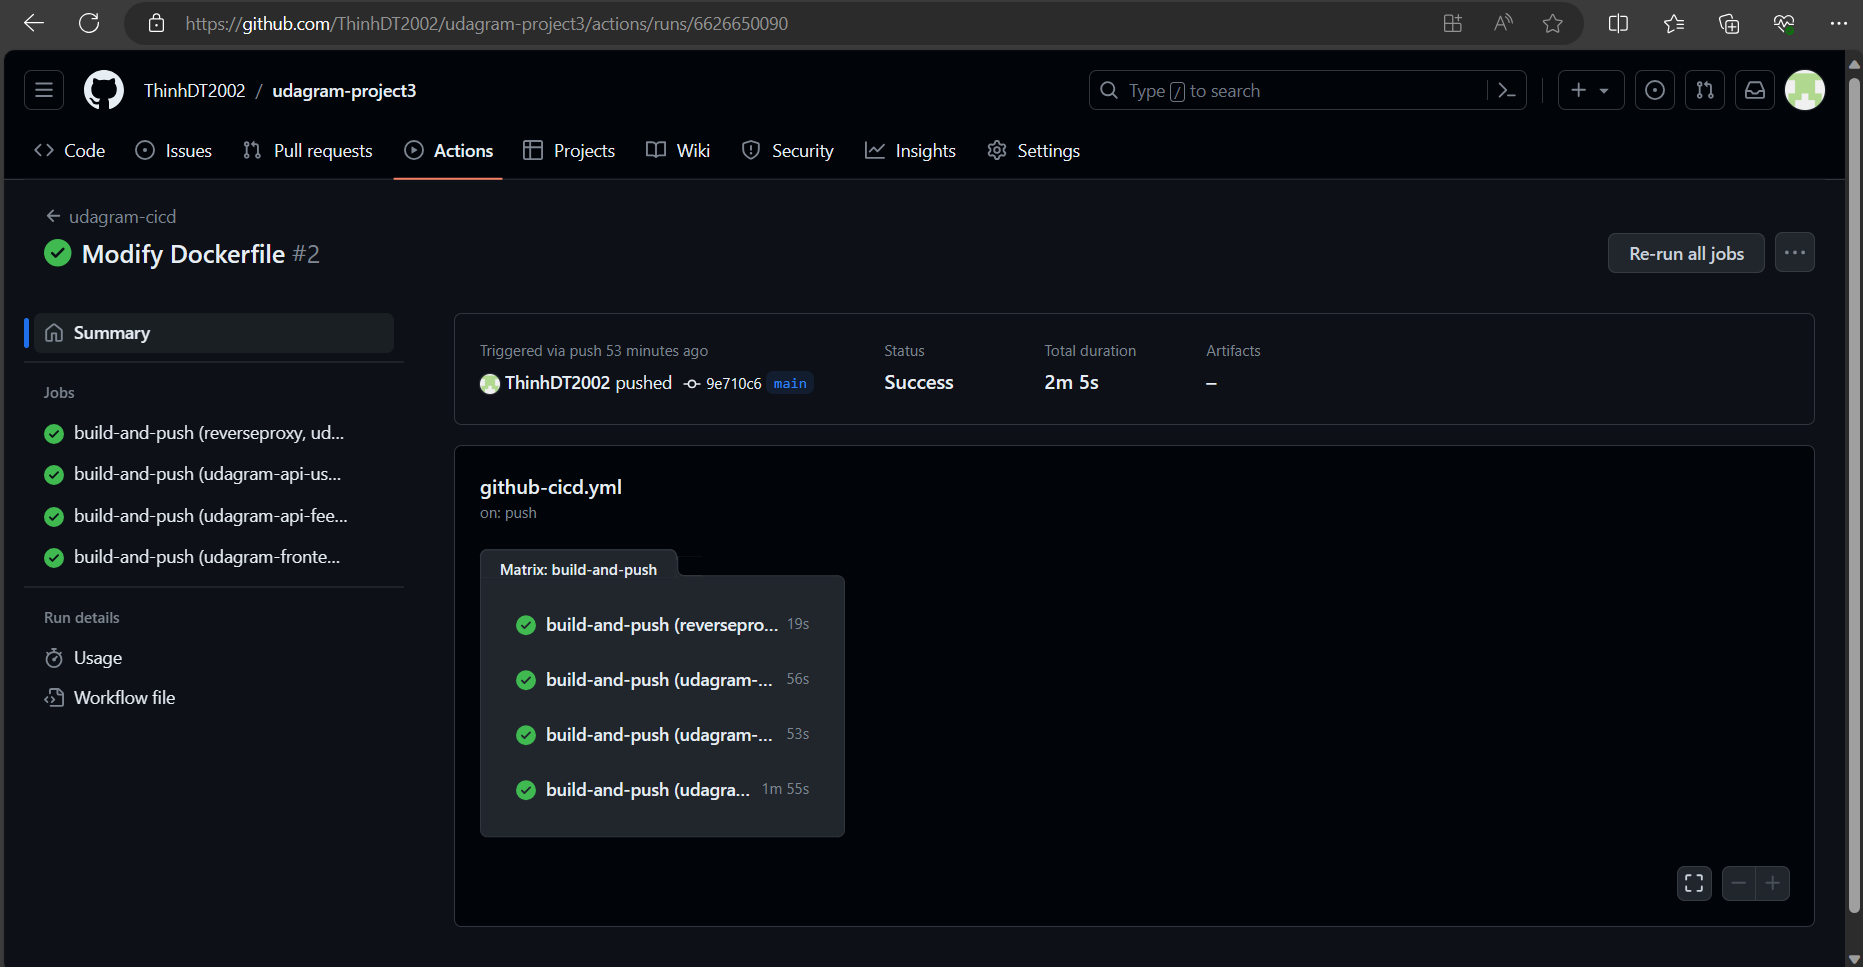 https://github.com/ThinhDT2002/udagram-project3/actions/runs/6626650090
ThinhDT2002 / udagram-project3
Type / to search
Code Issues Pull requests Actions Projects Wiki Security Insights Settings
udagram-cicd
Modify Dockerfile #2
Re-run all jobs
Summary
Triggered via push 53 minutes ago
Status
Total duration
Artifacts
ThinhDT2002 pushed 9e710c6 main
Success
2m 5s
–
Jobs
build-and-push (reverseproxy, ud...
build-and-push (udagram-api-us...
build-and-push (udagram-api-fee...
build-and-push (udagram-fronte...
Run details
Usage
Workflow file
github-cicd.yml
on: push
Matrix: build-and-push
build-and-push (reversepro... 19s
build-and-push (udagram-... 56s
build-and-push (udagram-... 53s
build-and-push (udagra... 1m 55s